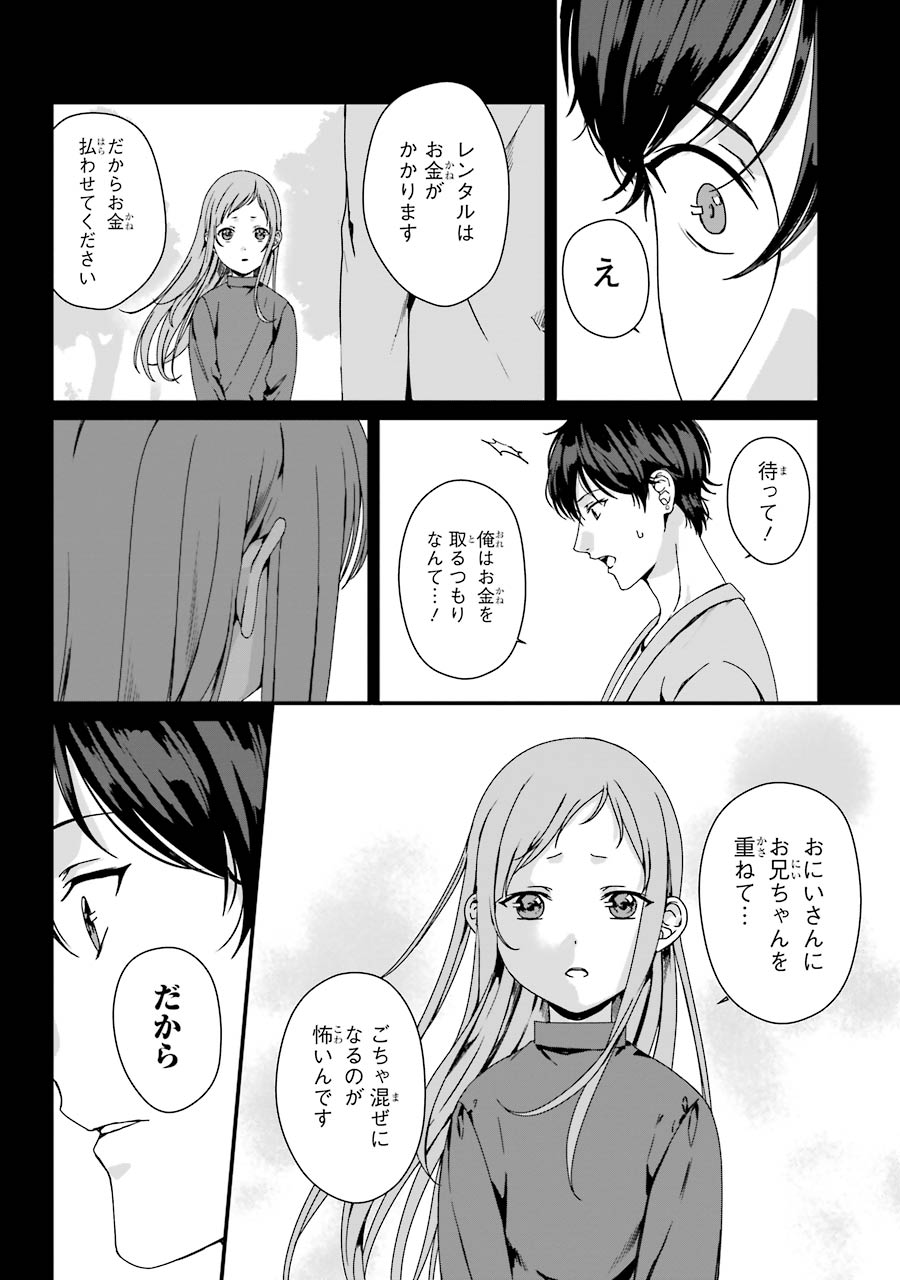 え
レンタルは
お金が
かかります
だからお金
払わせてください
待って！
俺はお金を
取るつもり
なんて…！
おにいさんに
お兄ちゃんを
重ねて…
ごちゃ混ぜに
なるのが
怖いんです
だから